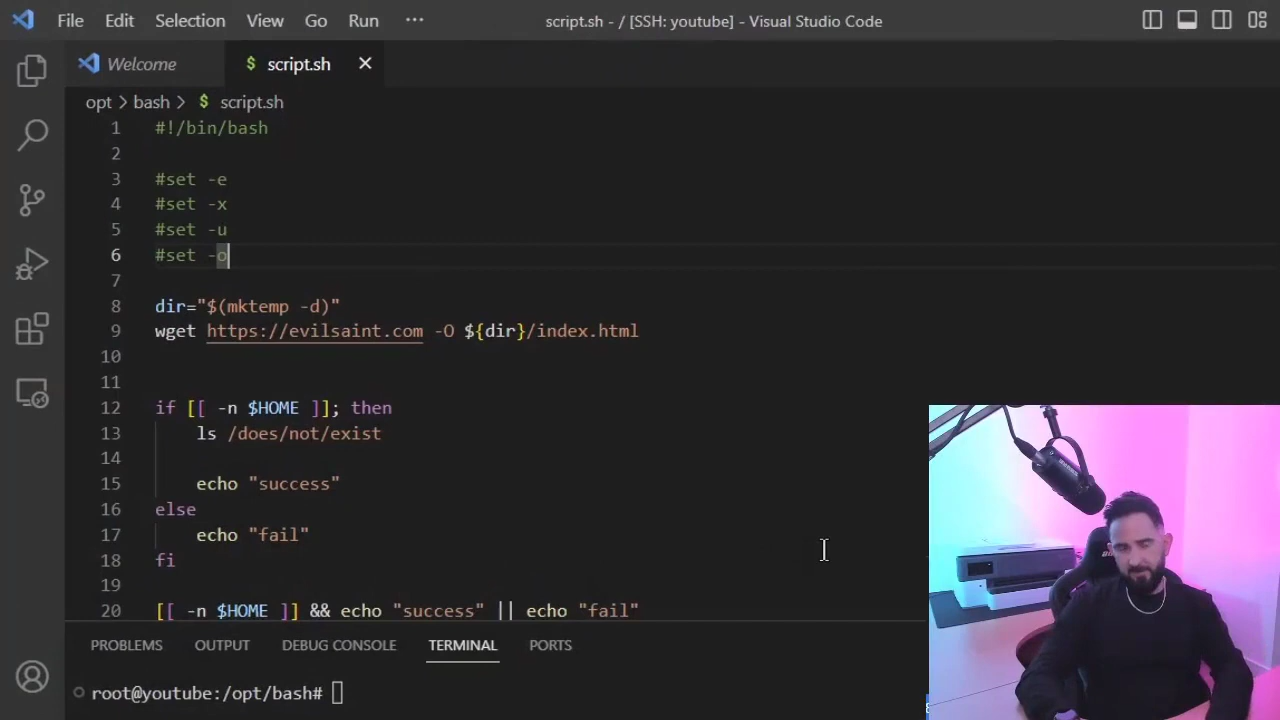 File Edit Selection View Go Run ··· script.sh - / [SSH: youtube] - Visual Studio Code
Welcome $ script.sh
opt > bash > $ script.sh
1 #!/bin/bash
2
3 #set -e
4 #set -x
5 #set -u
6 #set -o
7
8 dir="$(mktemp -d)"
9 wget https://evilsaint.com -O ${dir}/index.html
10
11
12 if [[ -n $HOME ]]; then
13 ls /does/not/exist
14
15 echo "success"
16 else
17 echo "fail"
18 fi
19
20 [[ -n $HOME ]] && echo "success" || echo "fail"
PROBLEMS OUTPUT DEBUG CONSOLE TERMINAL PORTS
root@youtube:/opt/bash#